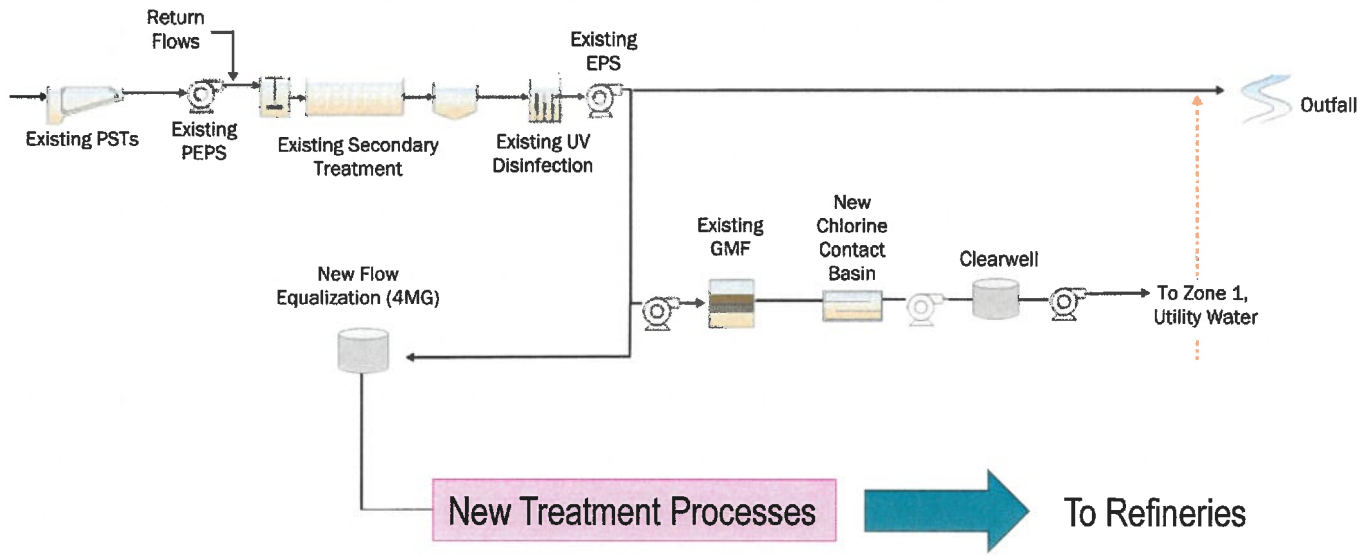 Return
Flows
Existing
EPS
Outfall
Existing PSTs
Existing
PEPS
Existing Secondary
Treatment
Existing UV
Disinfection
Existing
GMF
New
Chlorine
Contact
Basin
Clearwell
New Flow
Equalization (4MG)
To Zone 1,
Utility Water
New Treatment Processes
To Refineries